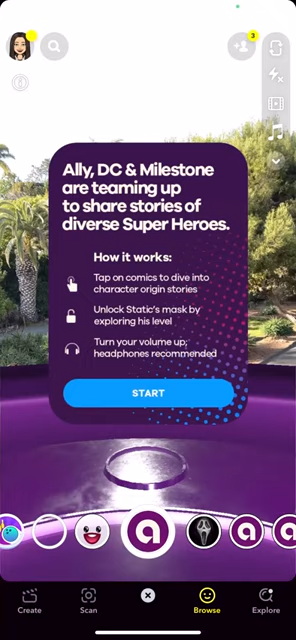 3
Ally, DC & Milestone
are teaming up
to share stories of
diverse Super Heroes.
How it works:
Tap on comics to dive into
character origin stories
Unlock Static's mask by
exploring his level
Turn your volume up;
headphones recommended
START
a
a
a
Create
Scan
Browse
Explore